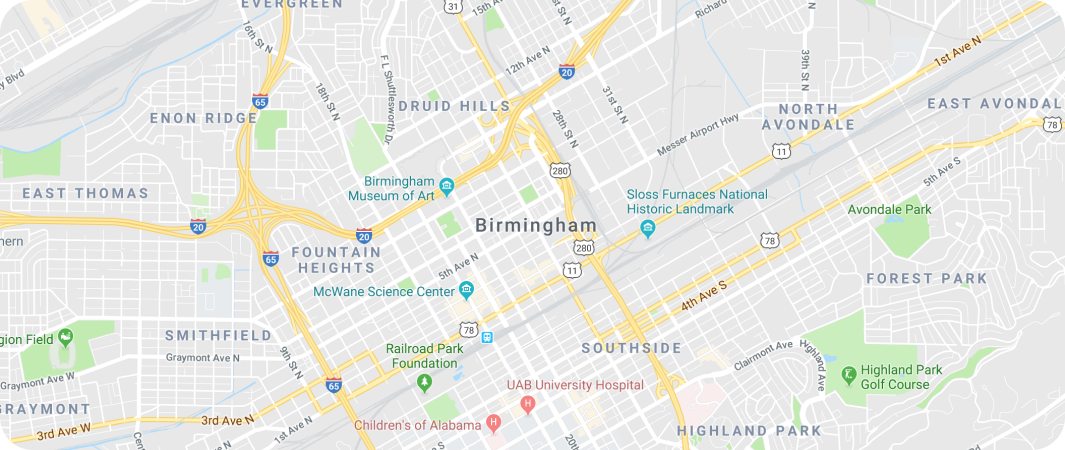 EVERGREEN
31
Druid Hill
Richard
y Blvd
16th St N
12th Ave N
20
39th St N
1st Ave N
F L Shuttlesworth Dr
18th St N
65
DRUID HILLS
31st St N
28th St N
ENON RIDGE
NORTH
AVONDALE
EAST AVONDAL
78
Messer Airport Hwy
11
280
5th Ave S
EAST THOMAS
Birmingham
Museum of Art
Sloss Furnaces National
Historic Landmark
Avondale Park
20
20
Birmingham
hern
280
78
FOUNTAIN
HEIGHTS
65
5th Ave N
11
FOREST PARK
McWane Science Center
4th Ave S
SMITHFIELD
78
gion Field
Railroad Park
Foundation
SOUTHSIDE
Graymont Ave N
9th St N
Clairmont Ave
Highland Ave
Highland Park
Golf Course
Graymont Ave W
65
UAB University Hospital
H
GRAYMONT
3rd Ave W
3rd Ave N
1st Ave N
Children's of Alabama
H
HIGHLAND PARK
20th